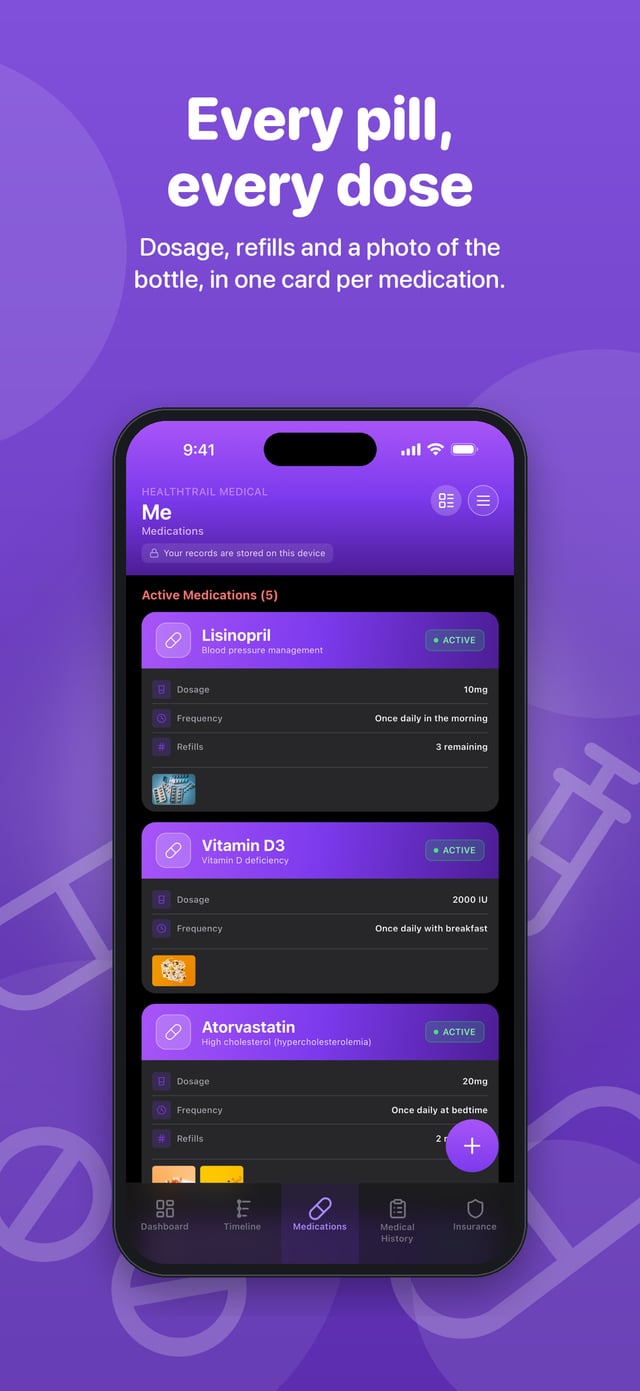 Every pill,
every dose
Dosage, refills and a photo of the
bottle, in one card per medication.
9:41
HEALTHTRAIL MEDICAL
Me
Medications
Your records are stored on this device
Active Medications (5)
Lisinopril
Blood pressure management
ACTIVE
Dosage 10mg
Frequency Once daily in the morning
# Refills 3 remaining
Vitamin D3
Vitamin D deficiency
ACTIVE
Dosage 2000 IU
Frequency Once daily with breakfast
Atorvastatin
High cholesterol (hypercholesterolemia)
ACTIVE
Dosage 20mg
Frequency Once daily at bedtime
# Refills 2
+
Dashboard
Timeline
Medications
Medical
History
Insurance